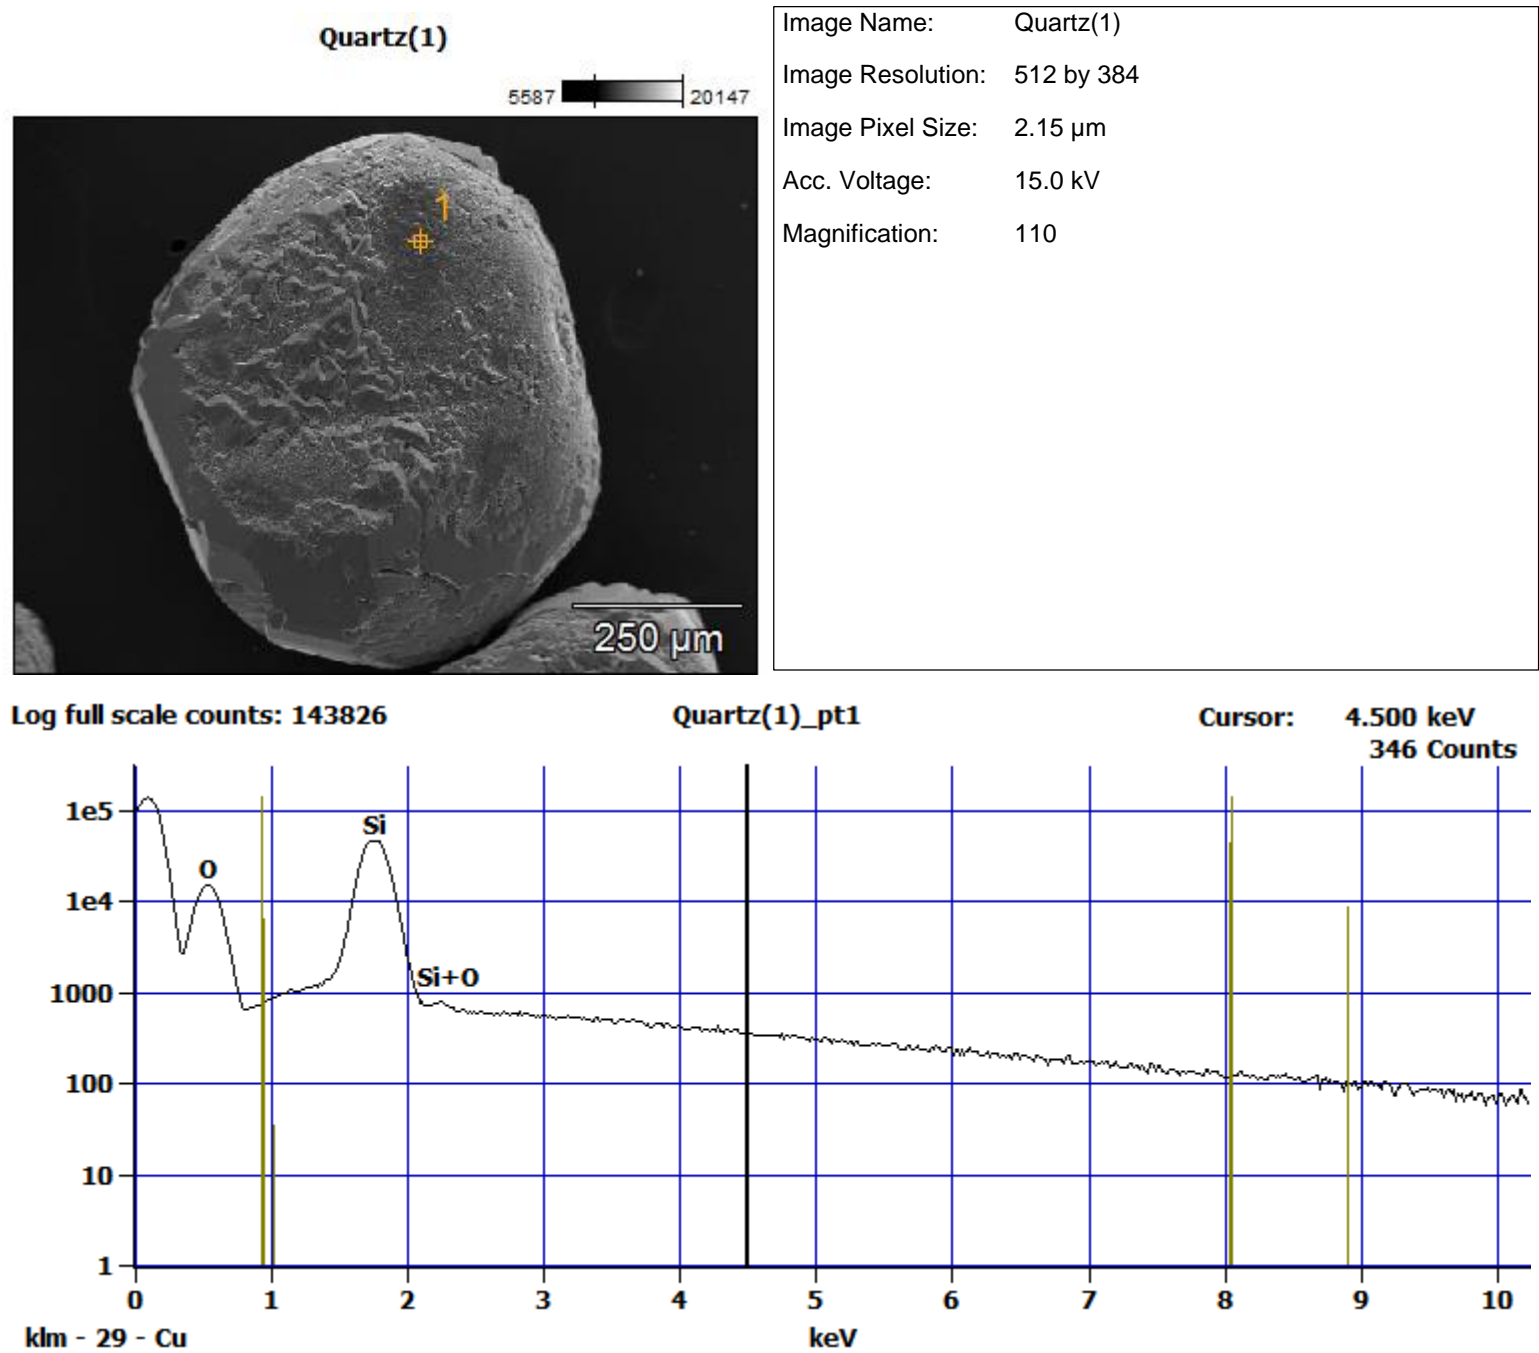 Quartz(1)
5587 20147
1
250 µm
Image Name: Quartz(1)
Image Resolution: 512 by 384
Image Pixel Size: 2.15 µm
Acc. Voltage: 15.0 kV
Magnification: 110
Log full scale counts: 143826 Quartz(1)_pt1 Cursor: 4.500 keV
346 Counts
1e5
1e4
1000
100
10
1
O
Si
Si+O
0 1 2 3 4 5 6 7 8 9 10
klm - 29 - Cu keV